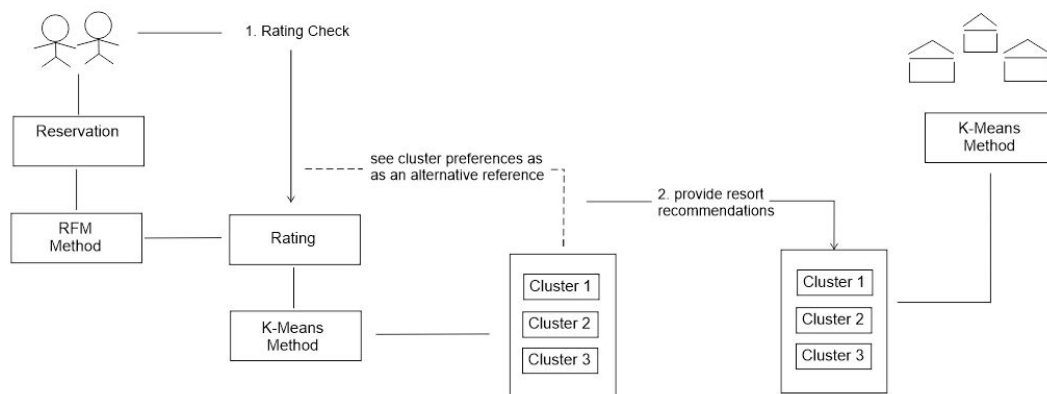 1. Rating Check
Reservation
K-Means
Method
see cluster preferences as
as an alternative reference
2. provide resort
recommendations
RFM
Method
Rating
Cluster 1
Cluster 2
Cluster 3
Cluster 1
Cluster 2
Cluster 3
K-Means
Method